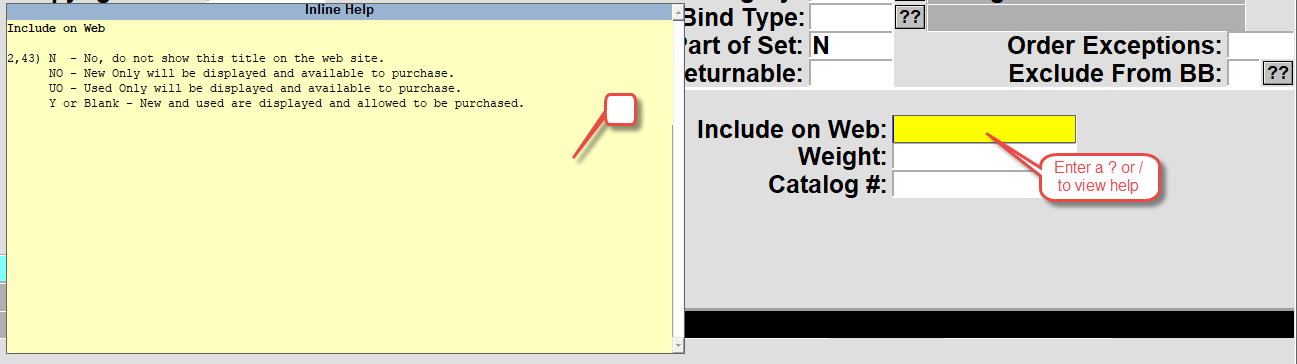 Inline Help
Include on Web
2,43) N - No, do not show this title on the web site.
NO - New Only will be displayed and available to purchase.
UO - Used Only will be displayed and available to purchase.
Y or Blank - New and used are displayed and allowed to be purchased.
Bind Type:
??
Part of Set: N
Order Exceptions:
eturnable:
Exclude From BB:
??
Include on Web:
Weight:
Catalog #:
Enter a ? or /
to view help